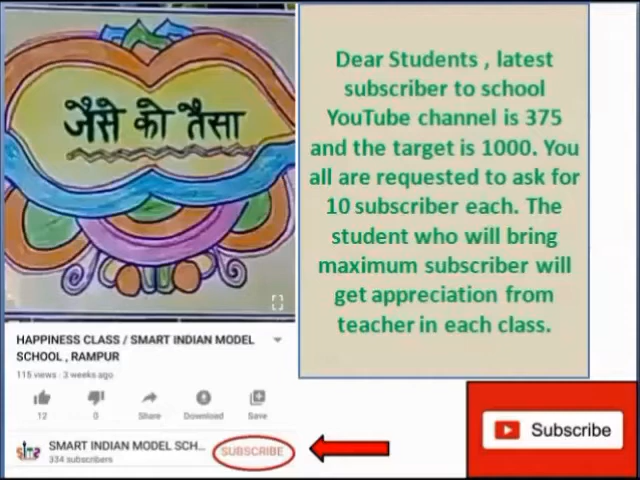 जैसे को तैसा
HAPPINESS CLASS / SMART INDIAN MODEL
SCHOOL , RAMPUR
115 views · 3 weeks ago
12
0
Share
Download
Save
SMART INDIAN MODEL SCH...
334 subscribers
SUBSCRIBE
Dear Students , latest
subscriber to school
YouTube channel is 375
and the target is 1000. You
all are requested to ask for
10 subscriber each. The
student who will bring
maximum subscriber will
get appreciation from
teacher in each class.
Subscribe